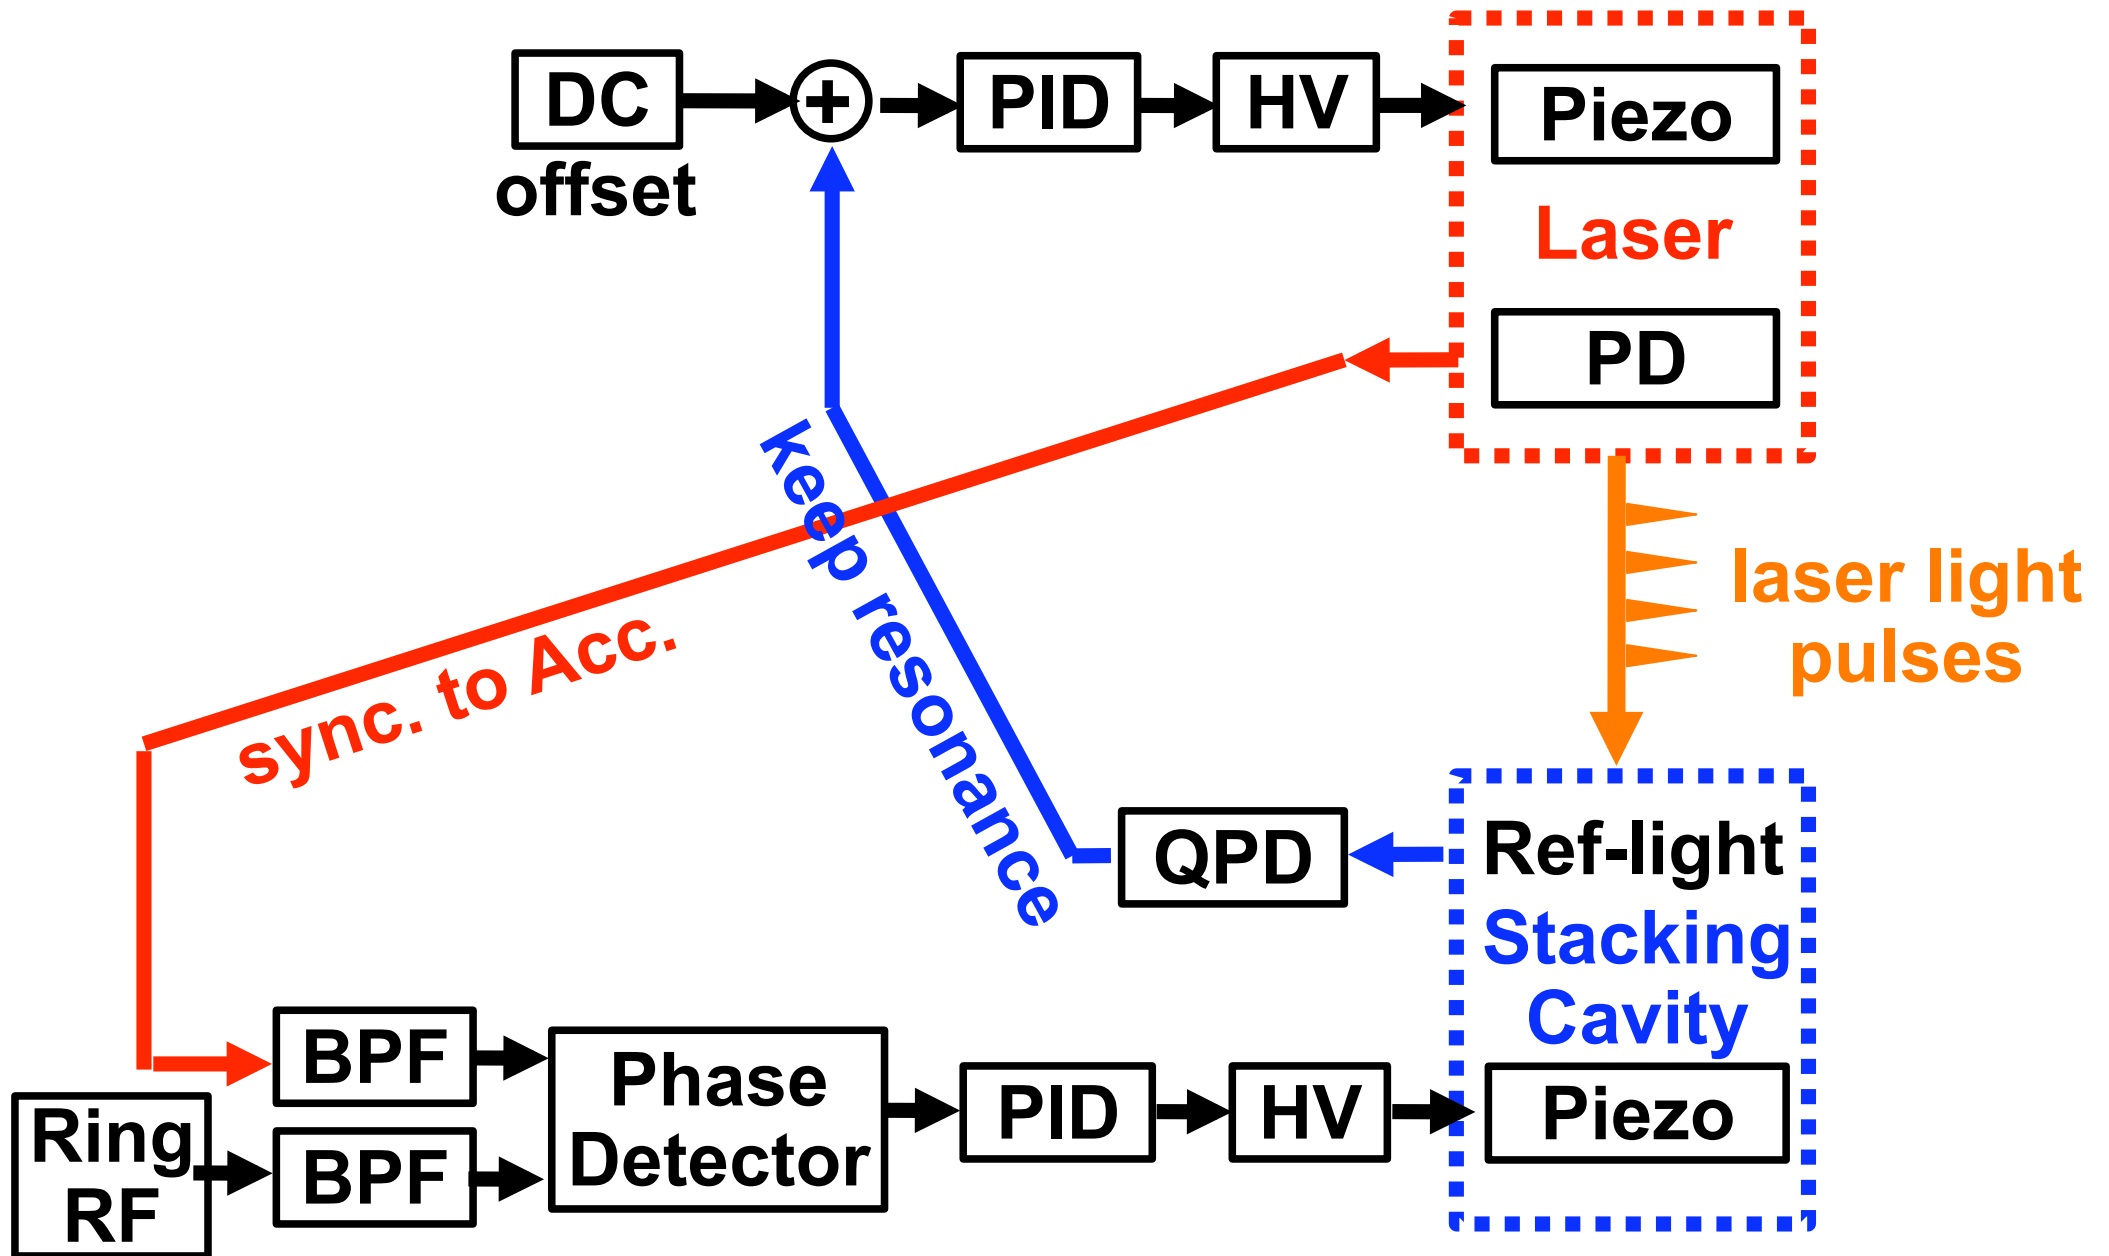 DC
offset
+
PID
HV
Piezo
Laser
PD
laser light
pulses
keep resonance
sync. to Acc.
QPD
Ref-light
Stacking
Cavity
Piezo
BPF
Phase
Detector
PID
HV
Ring
RF
BPF